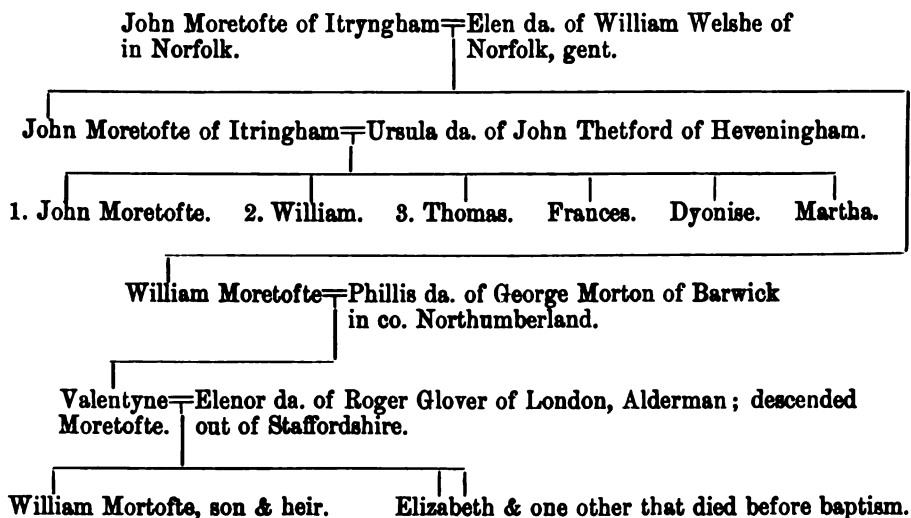 John Moretofte of Itryngham Elen da. of William Welshe of
in Norfolk. Norfolk, gent.
John Moretofte of Itringham Ursula da. of John Thetford of Heveningham.
1. John Moretofte. 2. William. 3. Thomas. Frances. Dyonise. Martha.
William Moretofte Phillis da. of George Morton of Barwick
in co. Northumberland.
Valentyne Elenor da. of Roger Glover of London, Alderman; descended
Moretofte. out of Staffordshire.
William Mortofte, son & heir. Elizabeth & one other that died before baptism.